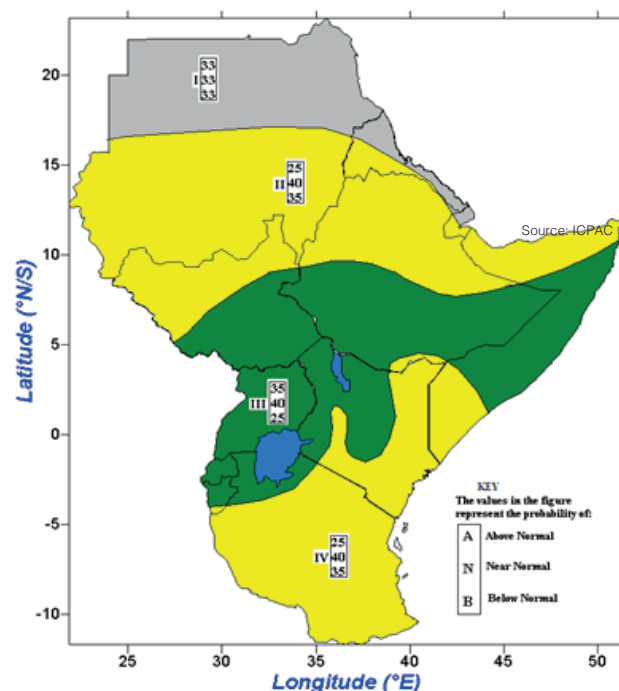 20
15
10
5
0
-5
-10
Latitude (°N/S)
I
33
33
33
II
25
40
35
Source: ICPAC
III
35
40
25
IV
25
40
35
KEY
The values in the figure
represent the probability of:
A Above Normal
N Near Normal
B Below Normal
25 30 35 40 45 50
Longitude (°E)